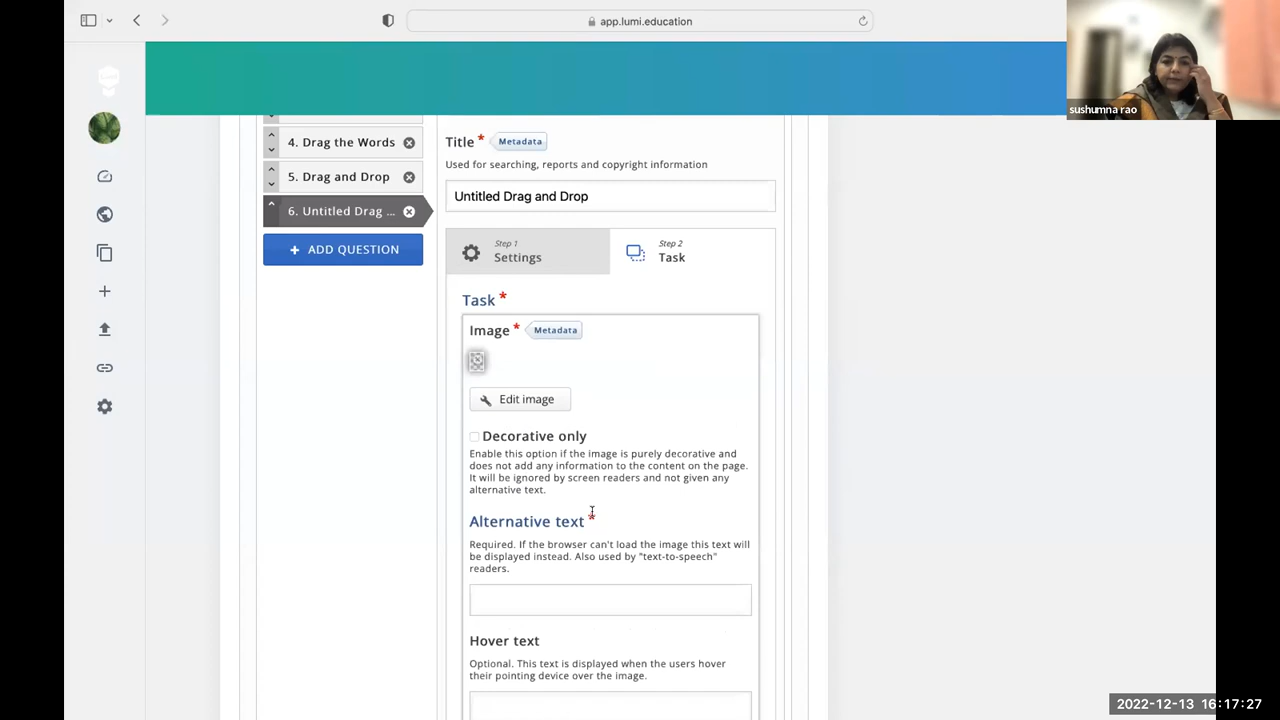 app.lumi.education
sushumna rao
4. Drag the Words
5. Drag and Drop
6. Untitled Drag ...
+ ADD QUESTION
Title * Metadata
Used for searching, reports and copyright information
Untitled Drag and Drop
Step 1
Settings
Step 2
Task
Task *
Image * Metadata
Edit image
Decorative only
Enable this option if the image is purely decorative and
does not add any information to the content on the page.
It will be ignored by screen readers and not given any
alternative text.
Alternative text *
Required. If the browser can't load the image this text will
be displayed instead. Also used by "text-to-speech"
readers.
Hover text
Optional. This text is displayed when the users hover
their pointing device over the image.
2022-12-13 16:17:27